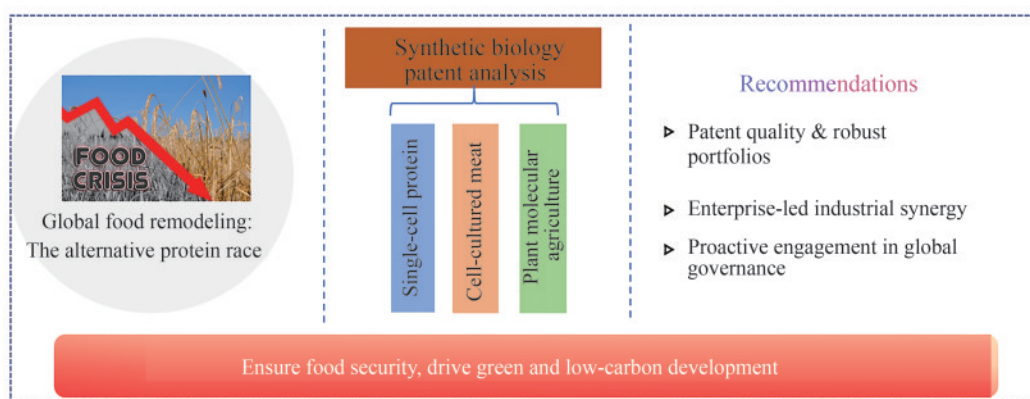 FOOD
CRISIS
Global food remodeling:
The alternative protein race
Synthetic biology
patent analysis
Single-cell protein
Cell-cultured meat
Plant molecular
agriculture
Recommendations
Patent quality & robust
portfolios
Enterprise-led industrial synergy
Proactive engagement in global
governance
Ensure food security, drive green and low-carbon development